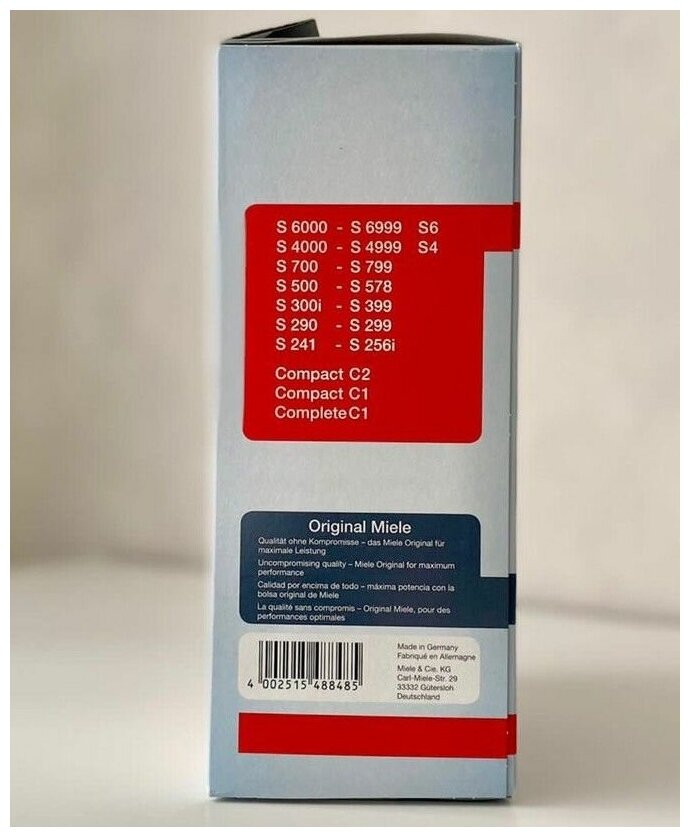 S 6000 - S 6999 S6
S 4000 - S 4999 S4
S 700 - S 799
S 500 - S 578
S 300i - S 399
S 290 - S 299
S 241 - S 256i
Compact C2
Compact C1
Complete C1
Original Miele
Qualität ohne Kompromisse – das Miele Original für
maximale Leistung
Uncompromising quality – Miele Original for maximum
performance
Calidad por encima de todo – máxima potencia con la
bolsa original de Miele
La qualité sans compromis – Original Miele, pour des
performances optimales
4 002515 488485
Made in Germany
Fabriqué en Allemagne
Miele & Cie. KG
Carl-Miele-Str. 29
33332 Gütersloh
Deutschland